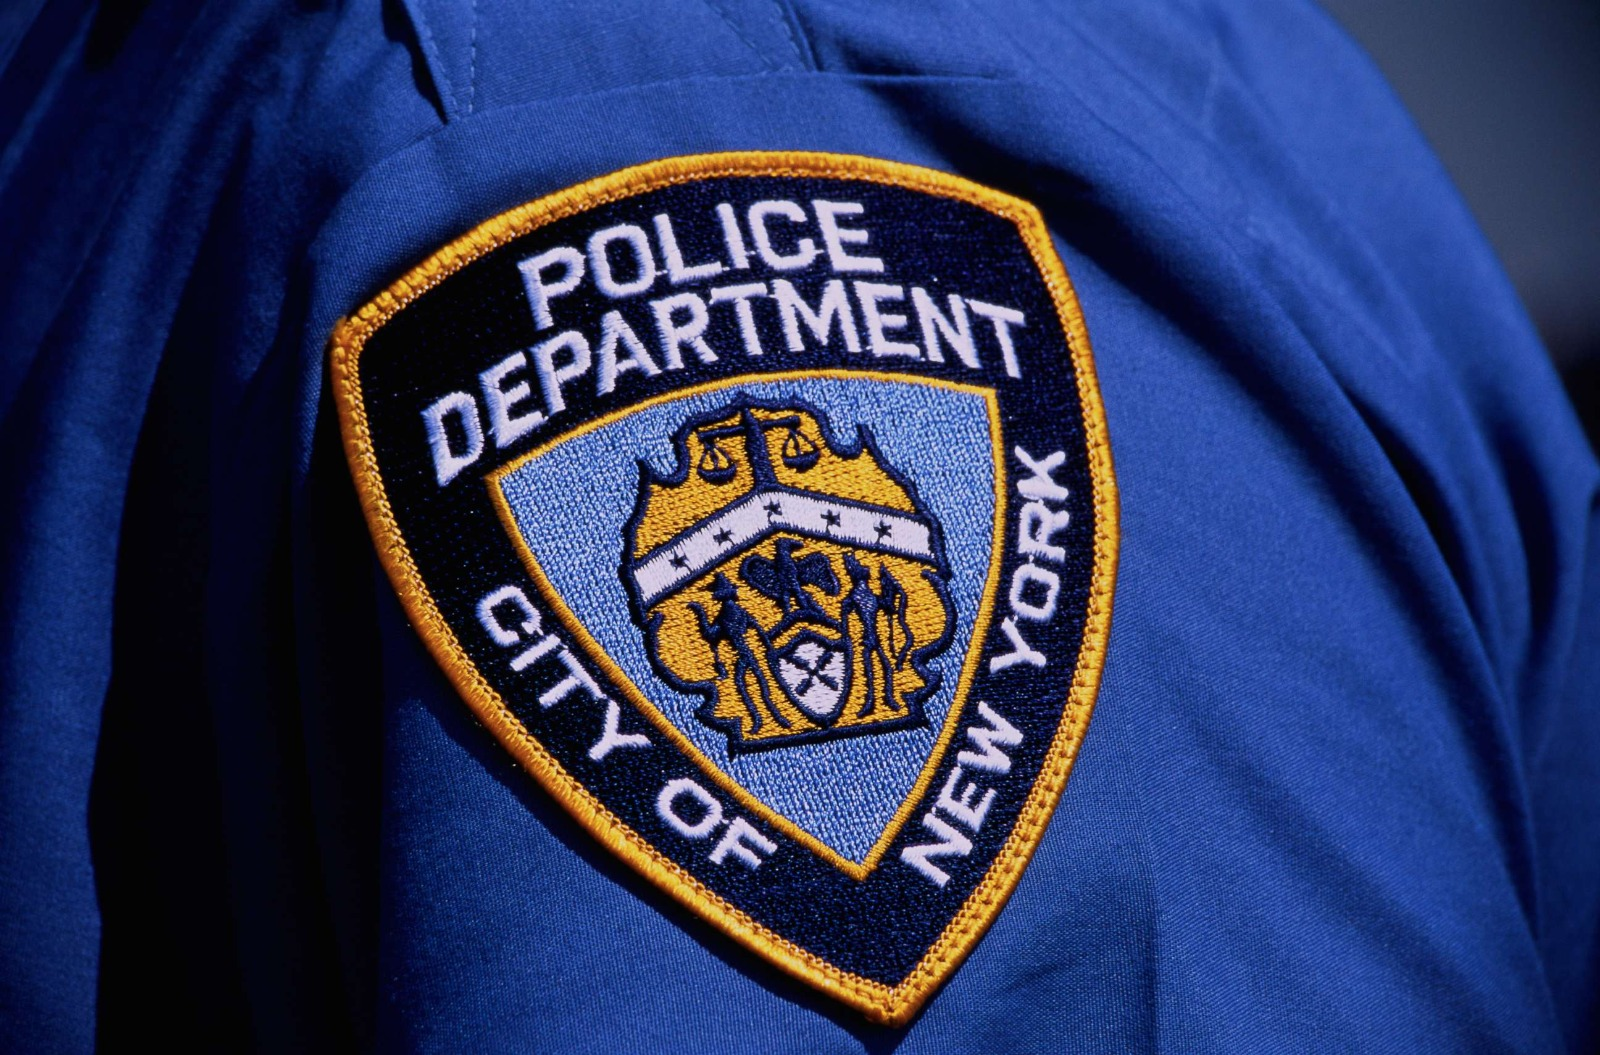 POLICE
DEPARTMENT
CITY OF
NEW YORK